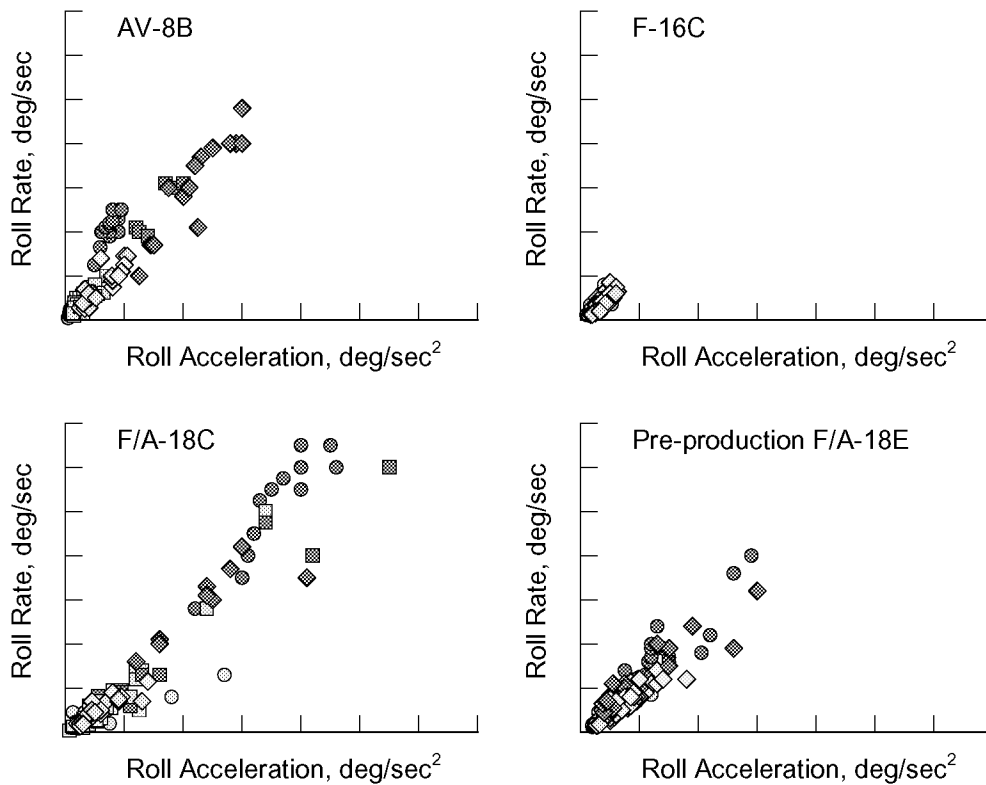 AV-8B
Roll Rate, deg/sec
Roll Acceleration, deg/sec²
F-16C
Roll Rate, deg/sec
Roll Acceleration, deg/sec²
F/A-18C
Roll Rate, deg/sec
Roll Acceleration, deg/sec²
Pre-production F/A-18E
Roll Rate, deg/sec
Roll Acceleration, deg/sec²